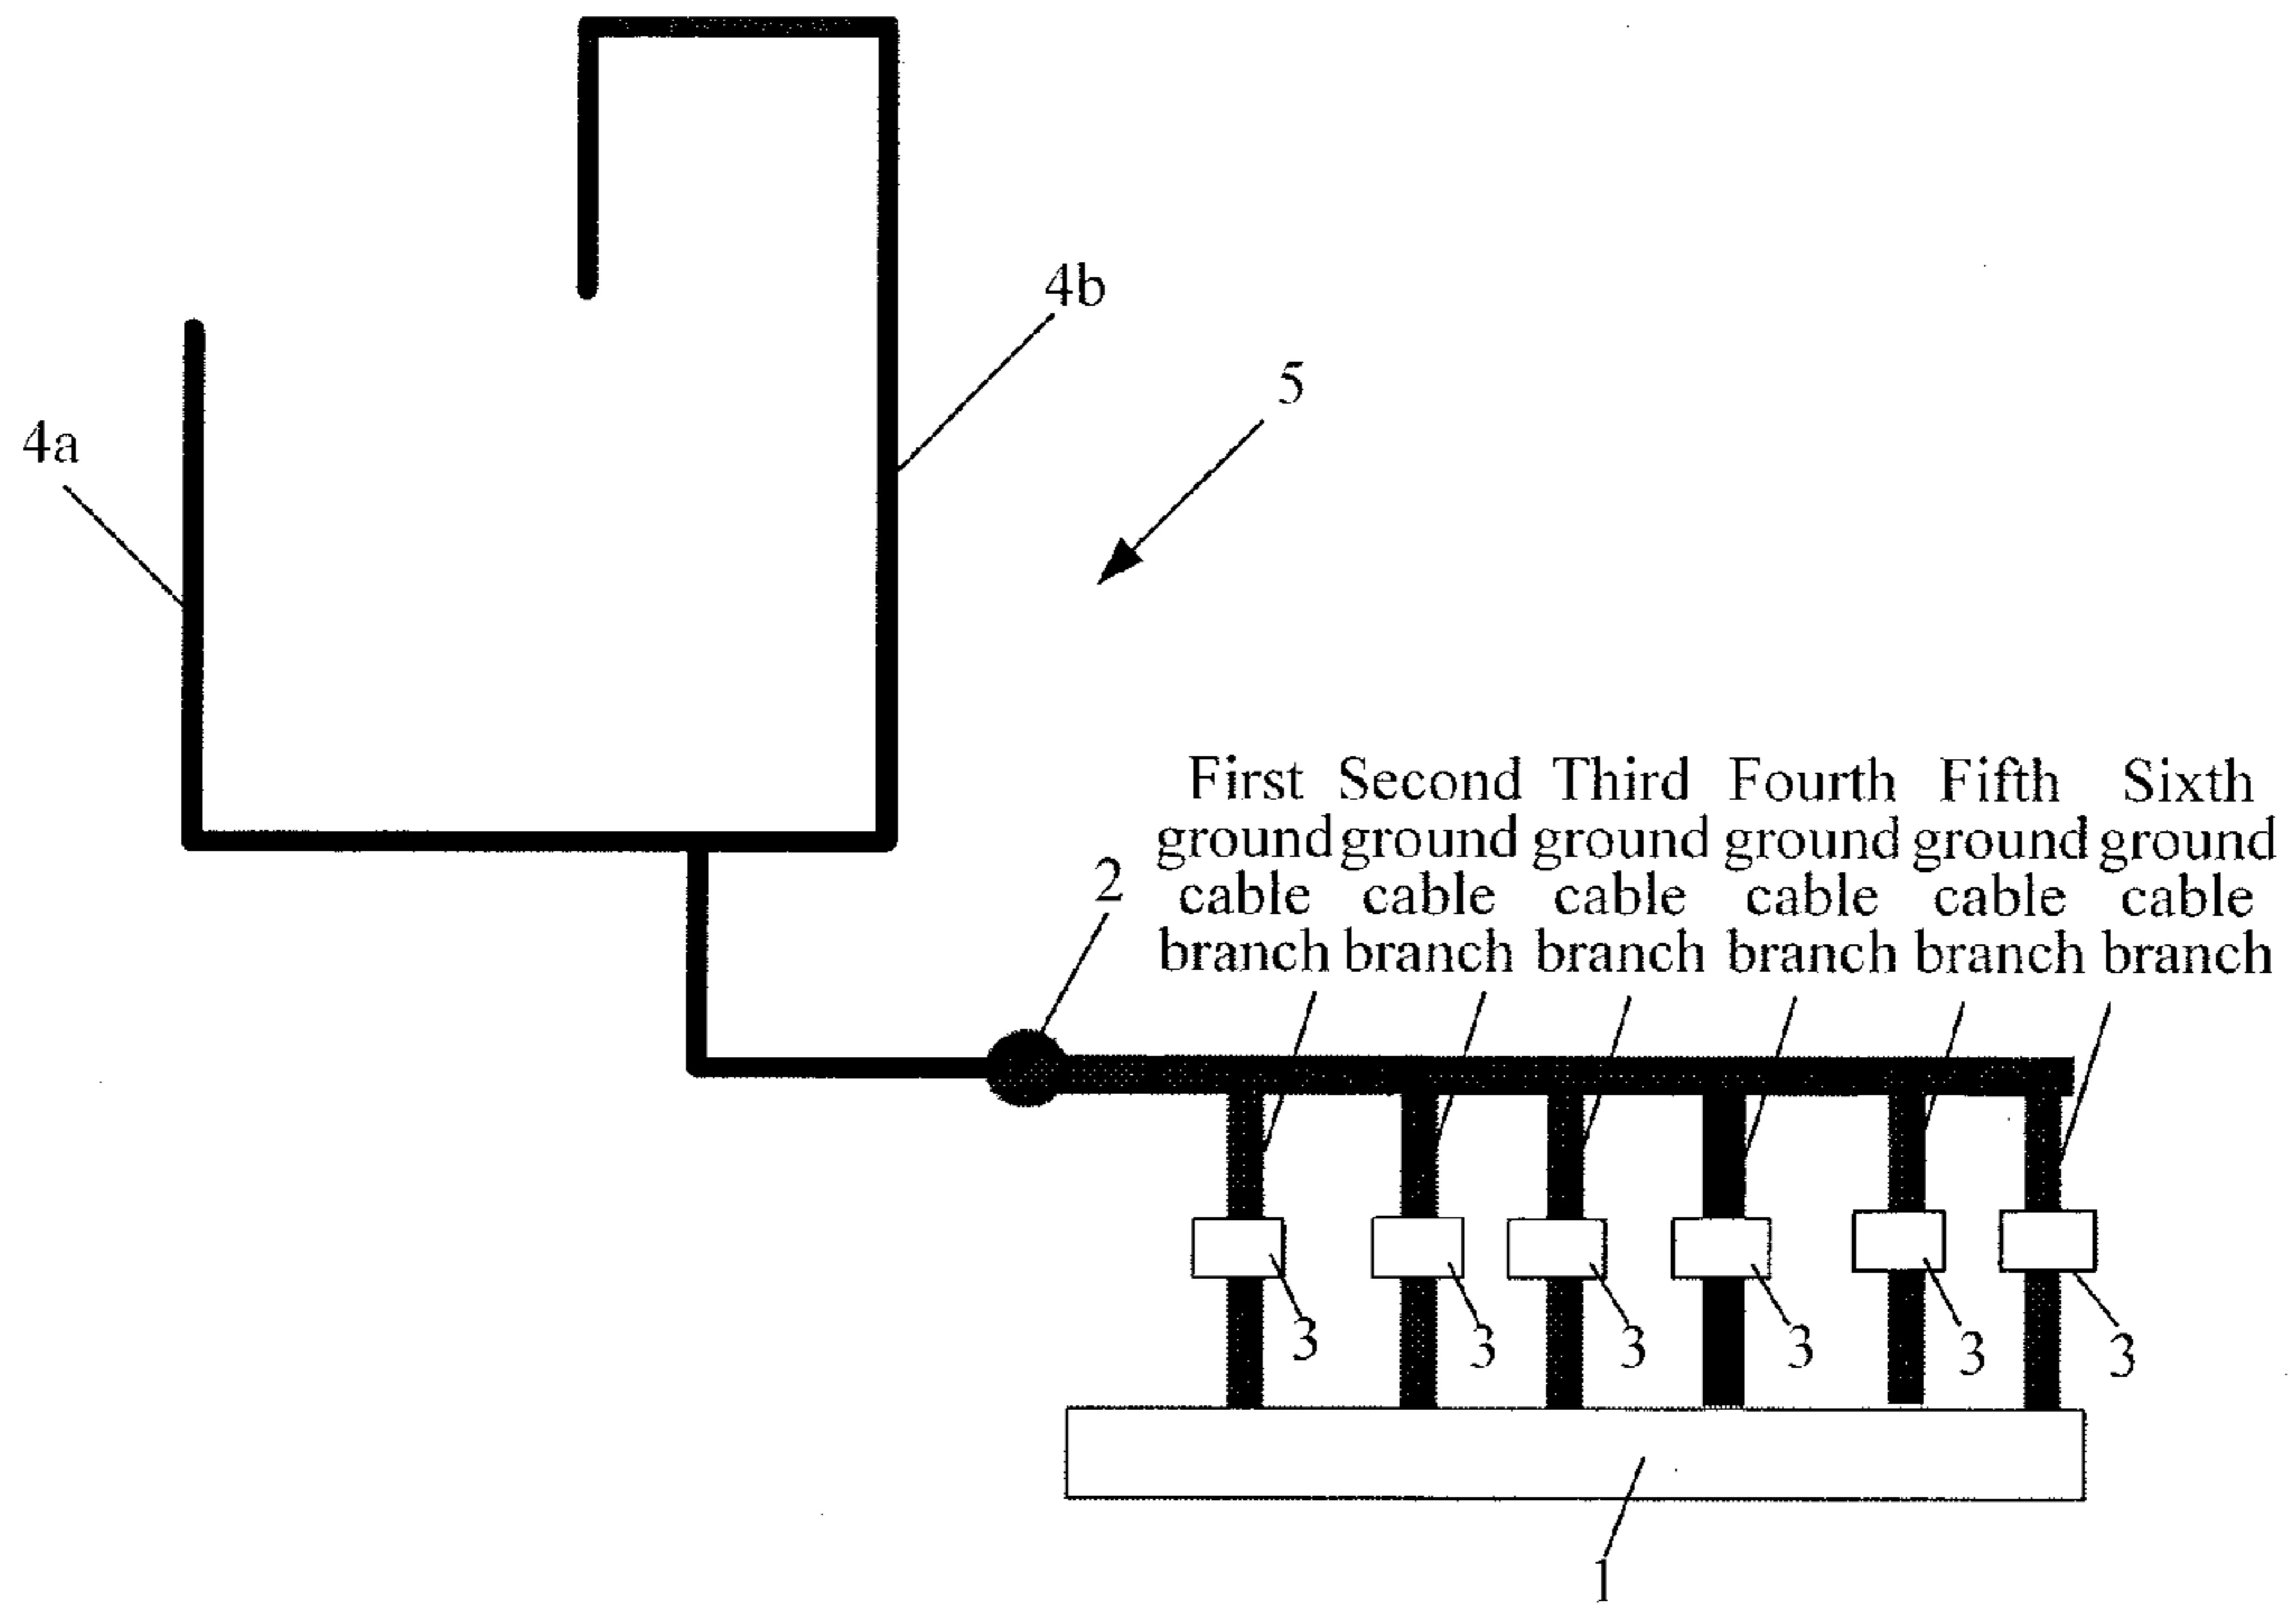 4b
5
4a
First Second Third Fourth Fifth Sixth
ground ground ground ground ground ground
cable cable cable cable cable cable
branch branch branch branch branch branch
2
3 3 3 3 3 3
1